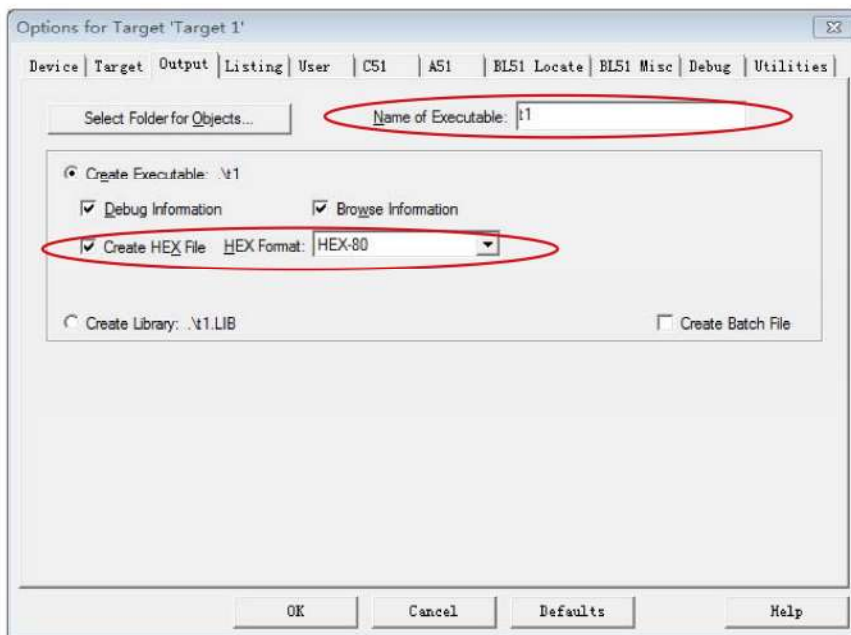 Options for Target 'Target 1'
Device Target Output Listing User C51 A51 BL51 Locate BL51 Misc Debug Utilities
Select Folder for Objects... Name of Executable: t1
Create Executable: .\t1
Debug Information Browse Information
Create HEX File HEX Format: HEX-80
Create Library: .\t1.LIB Create Batch File
OK Cancel Defaults Help